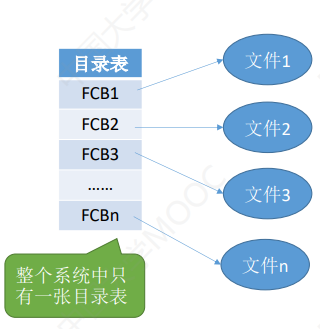 目录表
FCB1
FCB2
FCB3
......
FCBn
文件1
文件2
文件3
文件n
整个系统中只
有一张目录表